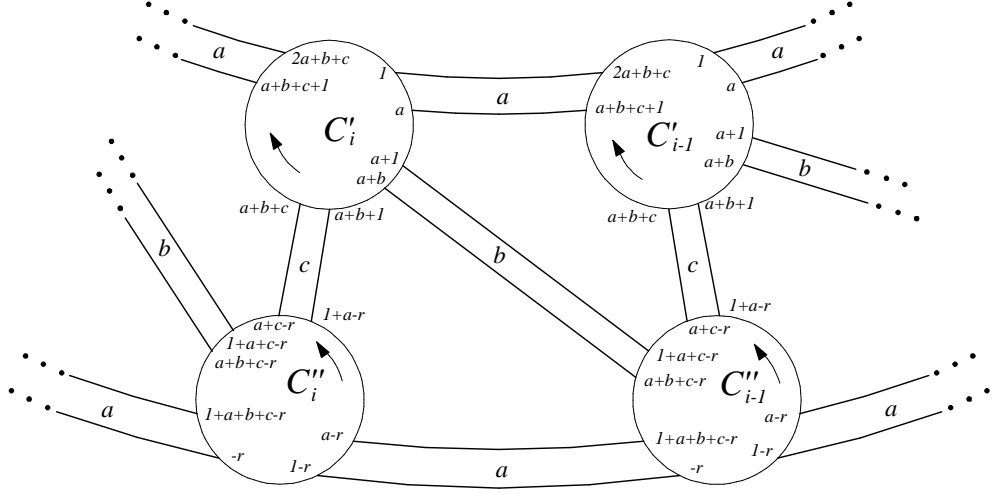 a
2a+b+c
1
a+b+c+1
a
C'i
a+1
a+b
a+b+c
a+b+1
a
2a+b+c
1
a
a+b+c+1
a
C'i-1
a+1
a+b
b
a+b+c
a+b+1
b
c
b
c
a+c-r
1+a-r
1+a+c-r
a+b+c-r
C''i
1+a+b+c-r
a-r
-r
1-r
a
a
a+c-r
1+a-r
1+a+c-r
a+b+c-r
C''i-1
a-r
1+a+b+c-r
1-r
-r
a